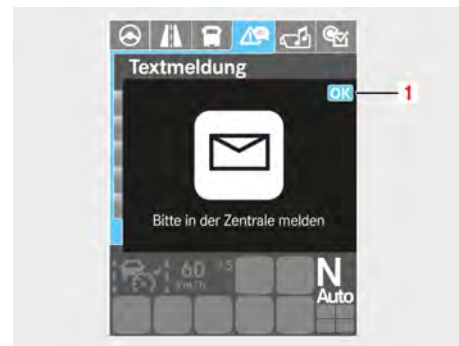 Textmeldung
OK
1
Bitte in der Zentrale melden
60
km/h
N
Auto